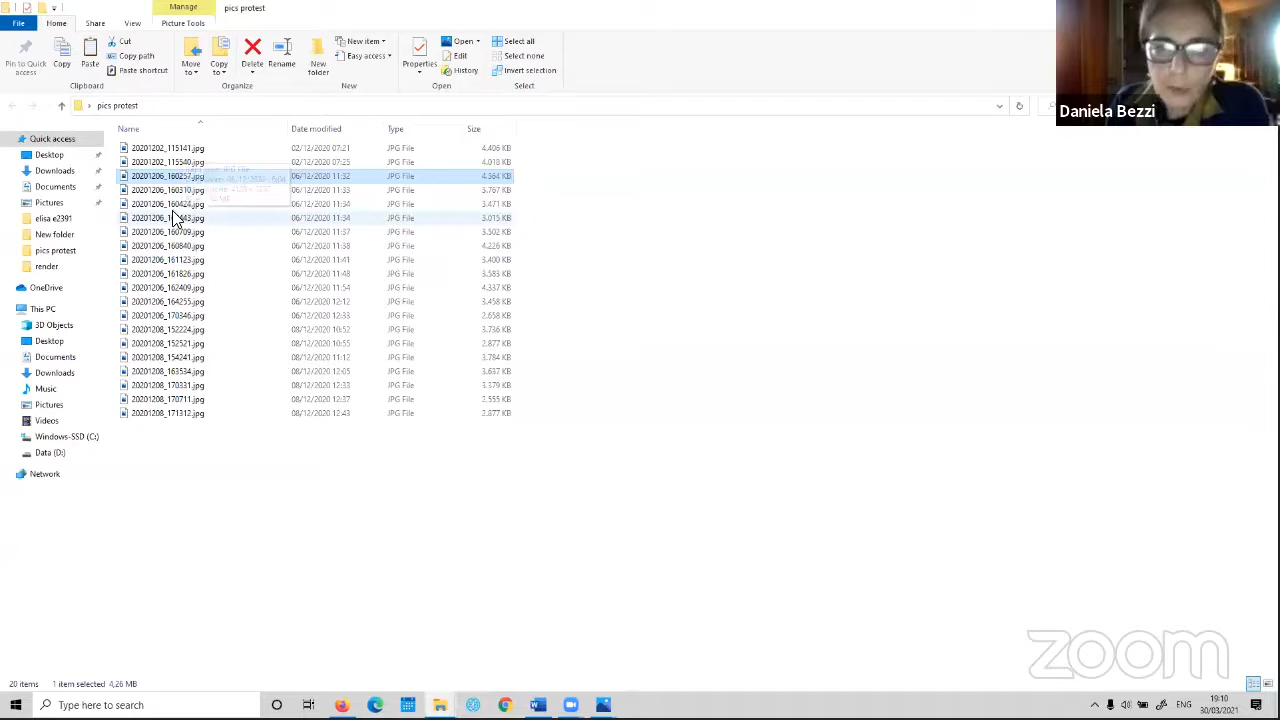 Manage
pics protest
File
Home
Share
View
Picture Tools
Pin to Quick access
Copy
Paste
Cut
Copy path
Paste shortcut
Clipboard
Move to
Copy to
Delete
Rename
Organize
New folder
New item
Easy access
New
Properties
Open
Edit
History
Open
Select all
Select none
Invert selection
Select
Daniela Bezzi
pics protest
Name Date modified Type Size
20201202_115141.jpg 02/12/2020 07:21 JPG File 4.406 KB
20201202_115540.jpg 02/12/2020 07:25 JPG File 4.018 KB
20201206_160257.jpg 06/12/2020 11:32 JPG File 4.364 KB
20201206_160310.jpg 06/12/2020 11:33 JPG File 3.767 KB
20201206_160424.jpg 06/12/2020 11:34 JPG File 3.471 KB
06/12/2020 11:34 JPG File 3.015 KB
20201206_160709.jpg 06/12/2020 11:37 JPG File 3.502 KB
20201206_160840.jpg 06/12/2020 11:38 JPG File 4.226 KB
20201206_161123.jpg 06/12/2020 11:41 JPG File 3.400 KB
20201206_161826.jpg 06/12/2020 11:48 JPG File 3.583 KB
20201206_162409.jpg 06/12/2020 11:54 JPG File 4.337 KB
20201206_164255.jpg 06/12/2020 12:12 JPG File 3.458 KB
20201206_170346.jpg 06/12/2020 12:33 JPG File 2.658 KB
20201208_152224.jpg 08/12/2020 10:52 JPG File 3.736 KB
20201208_152521.jpg 08/12/2020 10:55 JPG File 2.877 KB
20201208_154241.jpg 08/12/2020 11:12 JPG File 3.784 KB
20201208_163534.jpg 08/12/2020 12:05 JPG File 3.637 KB
20201208_170331.jpg 08/12/2020 12:33 JPG File 3.379 KB
20201208_170711.jpg 08/12/2020 12:37 JPG File 2.555 KB
20201208_171312.jpg 08/12/2020 12:43 JPG File 2.877 KB
Quick access
Desktop
Downloads
Documents
Pictures
elisa e2391
New folder
pics protest
render
OneDrive
This PC
3D Objects
Desktop
Documents
Downloads
Music
Pictures
Videos
Windows-SSD (C:)
Data (D:)
Network
zoom
20 items 1 item selected 4,26 MB
Type here to search
ENG
19:10
30/03/2021